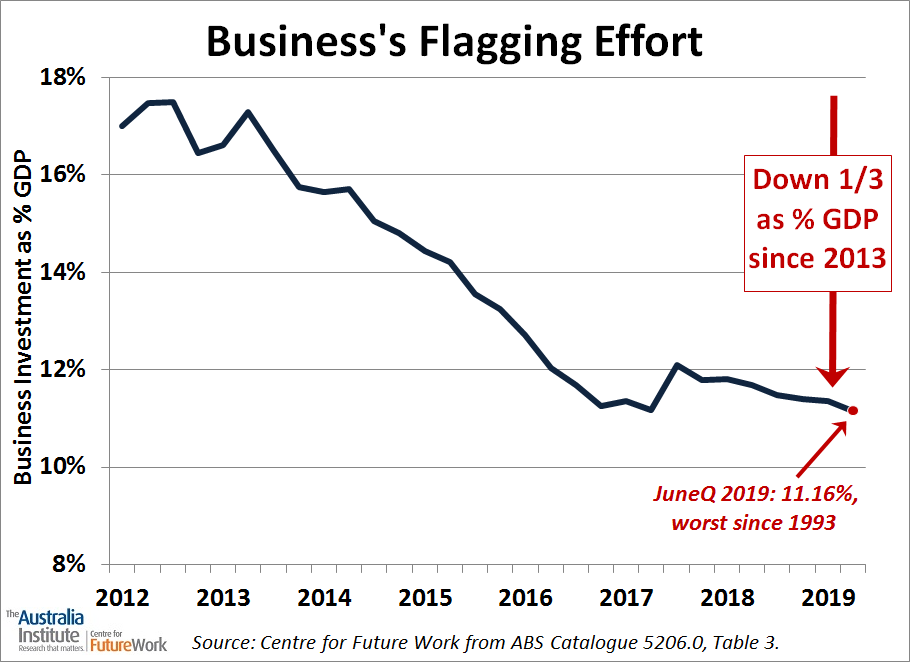 Business's Flagging Effort
18%
16%
14%
12%
10%
8%
Business Investment as % GDP
Down 1/3
as % GDP
since 2013
JuneQ 2019: 11.16%,
worst since 1993
2012 2013 2014 2015 2016 2017 2018 2019
The Australia
Institute
Research that matters.
Centre for
FutureWork
Source: Centre for Future Work from ABS Catalogue 5206.0, Table 3.